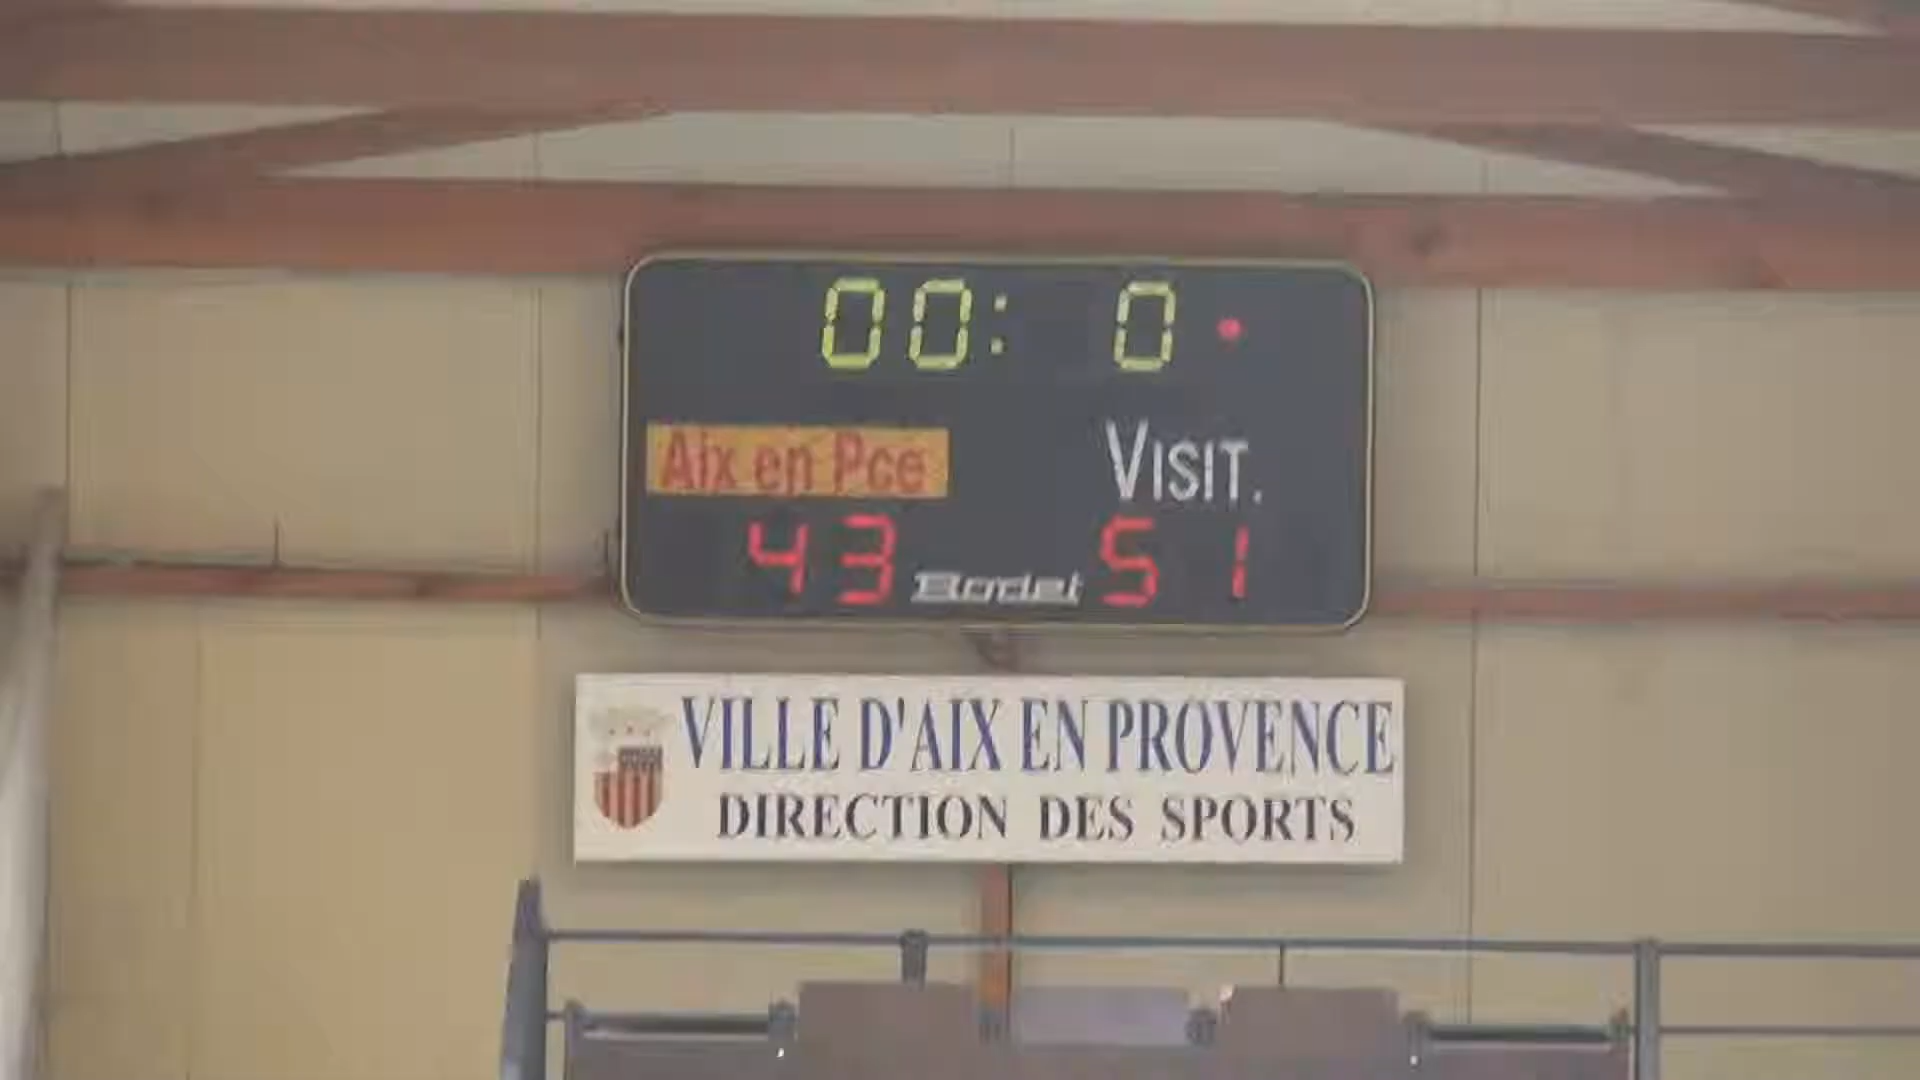 00: 0
Aix en Pce VISIT.
43 Bodet 51
VILLE D'AIX EN PROVENCE
DIRECTION DES SPORTS